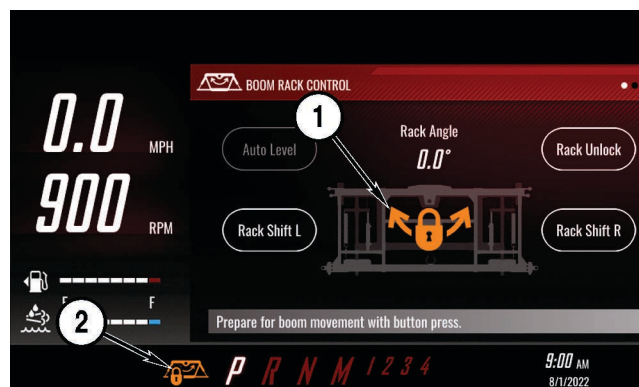 BOOM RACK CONTROL
1
0.0 MPH
Rack Angle
0.0°
Auto Level
Rack Unlock
900 RPM
Rack Shift L
Rack Shift R
F
2
F
Prepare for boom movement with button press.
P R N M 1 2 3 4
9:00 AM
8/1/2022